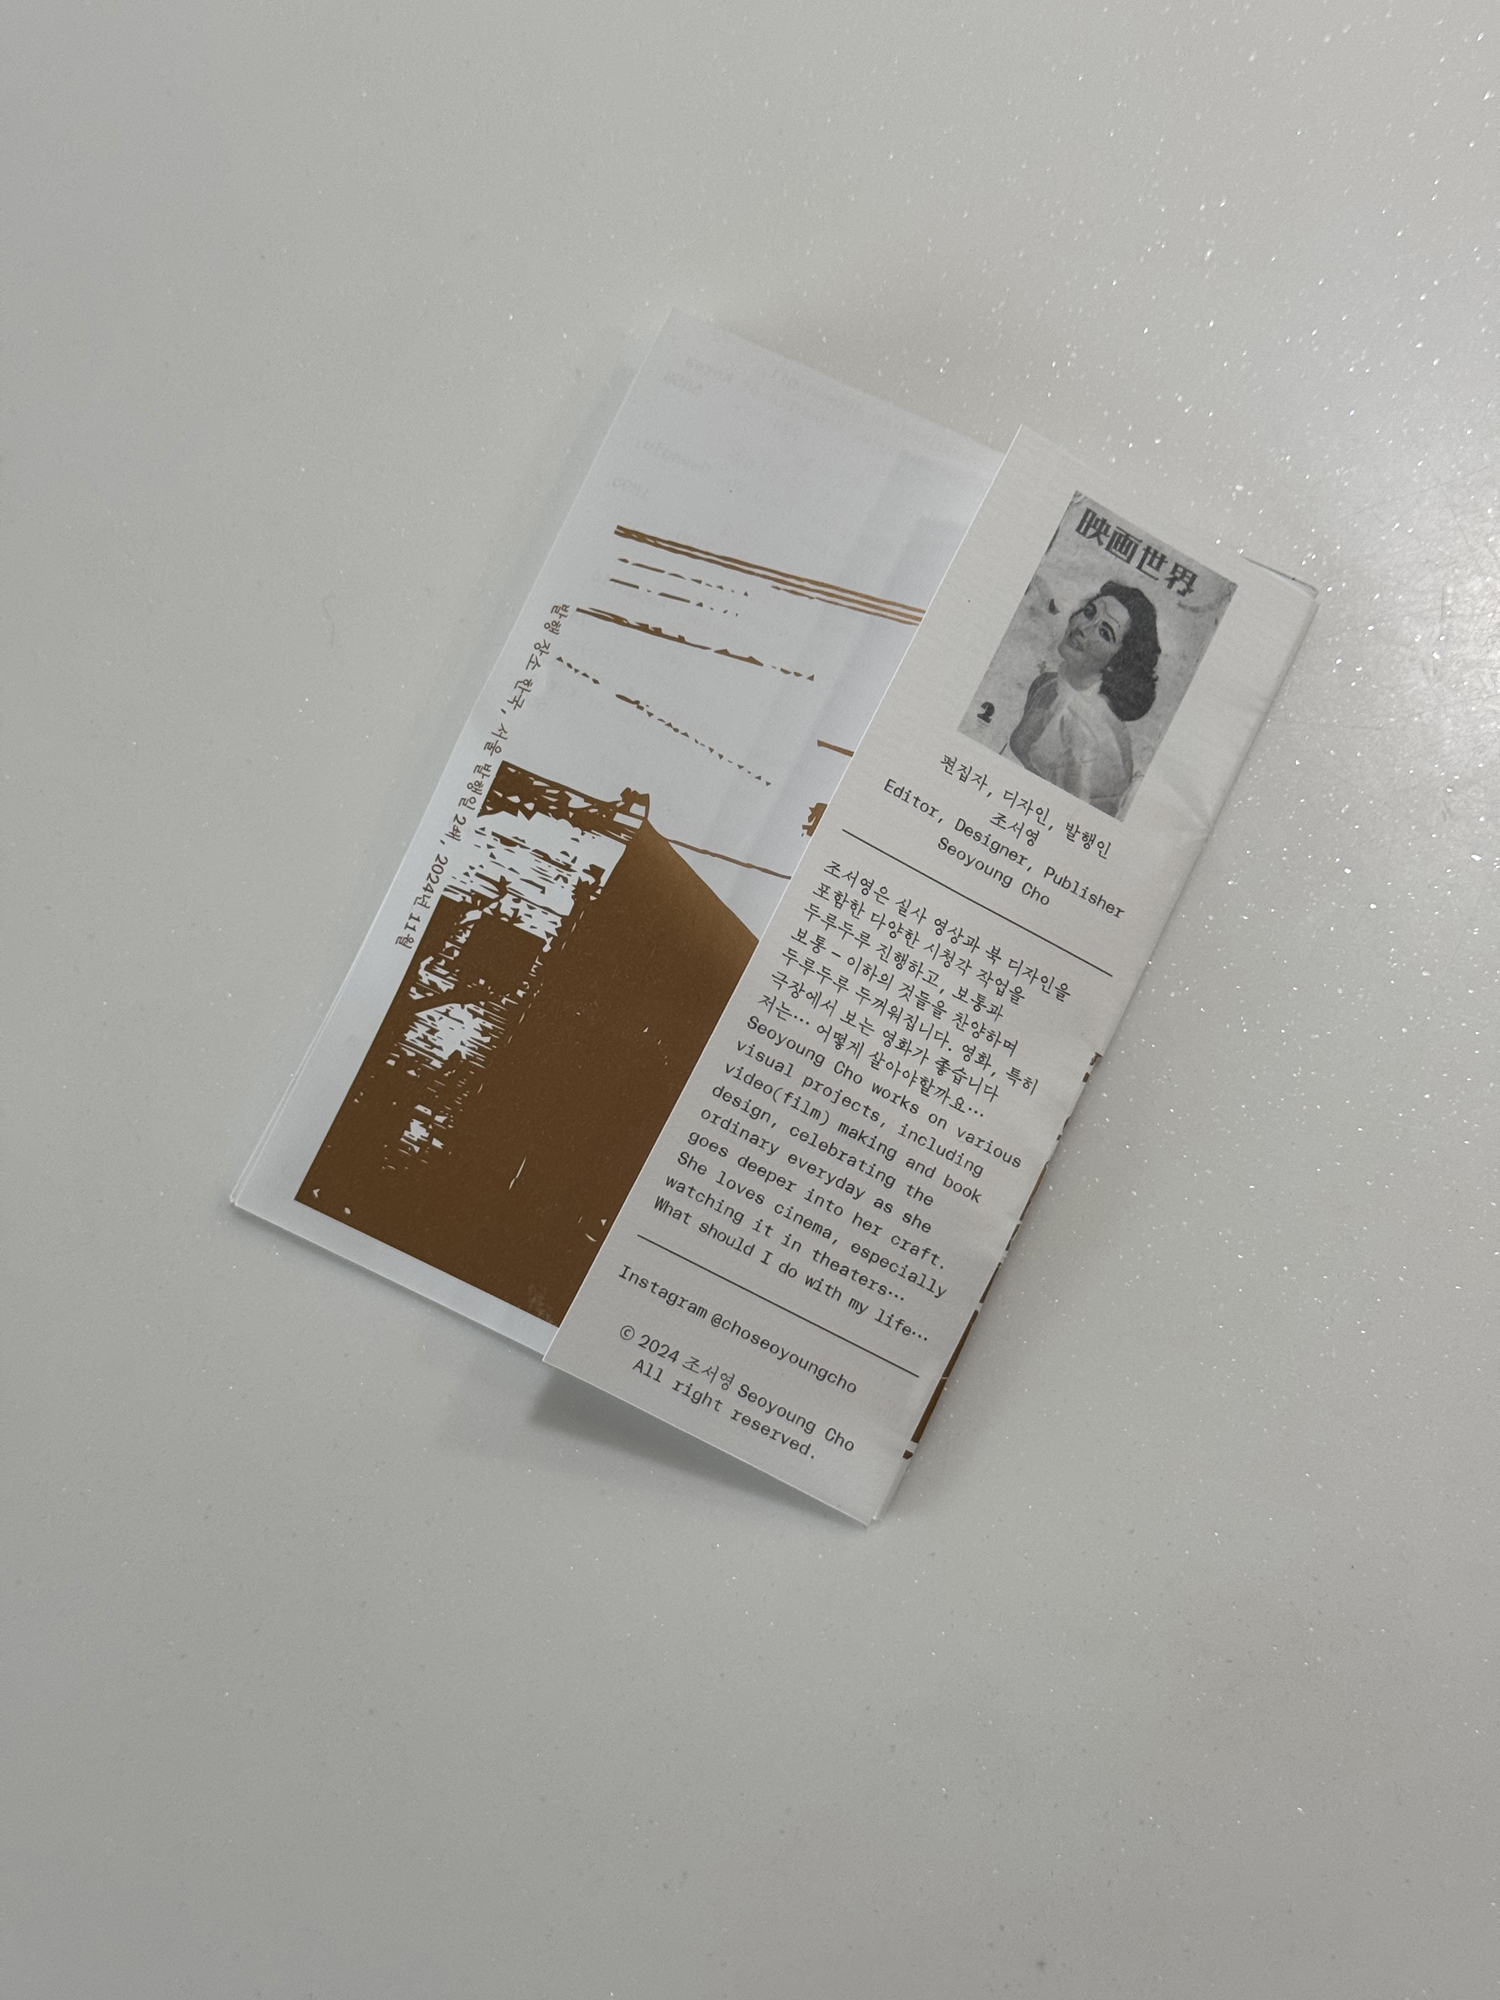 발행 장소 한국, 서울 발행일 2쇄, 2024년 11월
映画世界
2
편집자, 디자인, 발행인
조서영
Editor, Designer, Publisher
Seoyoung Cho
조서영은 실사 영상과 북 디자인을
포함한 다양한 시청각 작업을
두루두루 진행하고, 보통과
보통 - 이하의 것들을 찬양하며
두루두루 두꺼워집니다. 영화, 특히
극장에서 보는 영화가 좋습니다
저는… 어떻게 살아야할까요…
Seoyoung Cho works on various
visual projects, including
video(film) making and book
design, celebrating the
ordinary everyday as she
goes deeper into her craft.
She loves cinema, especially
watching it in theaters…
What should I do with my life…
Instagram @choseoyoungcho
© 2024 조서영 Seoyoung Cho
All right reserved.